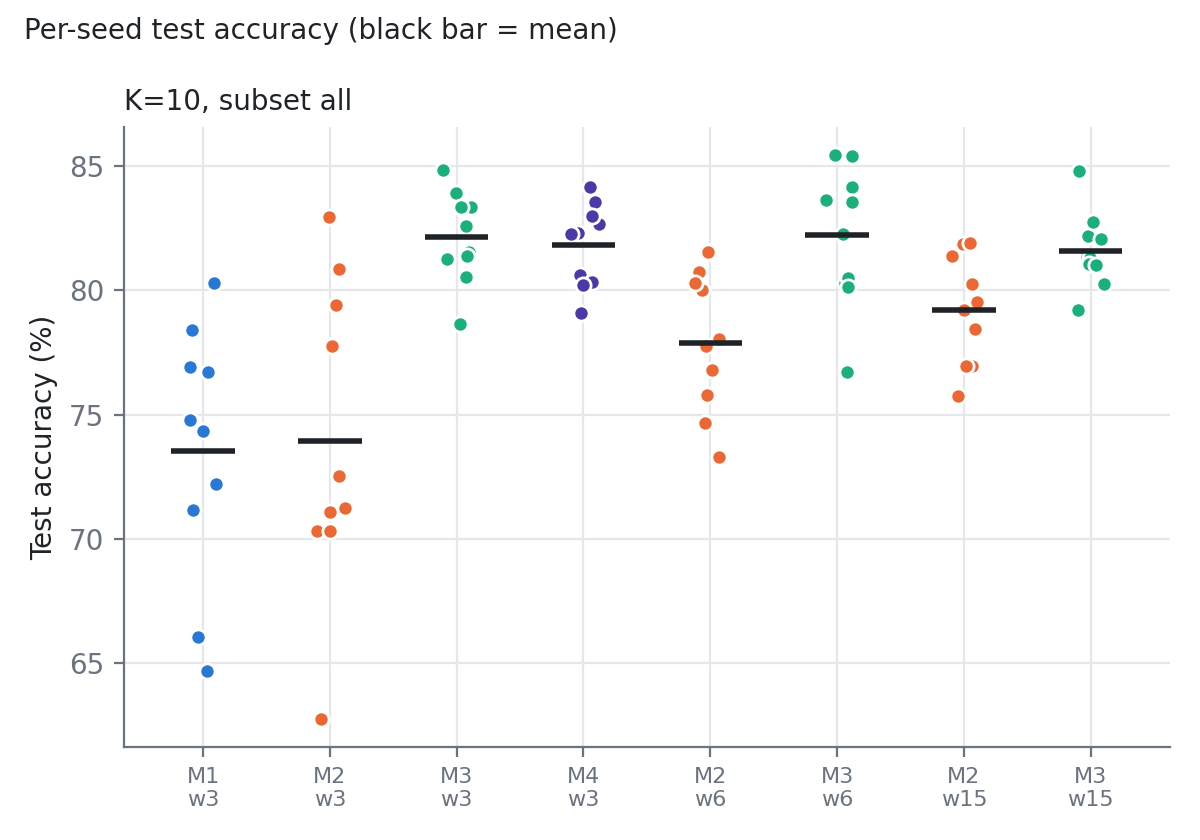 Per-seed test accuracy (black bar = mean)
K=10, subset all
Test accuracy (%)
85
80
75
70
65
M1 M2 M3 M4 M2 M3 M2 M3
w3 w3 w3 w3 w6 w6 w15 w15